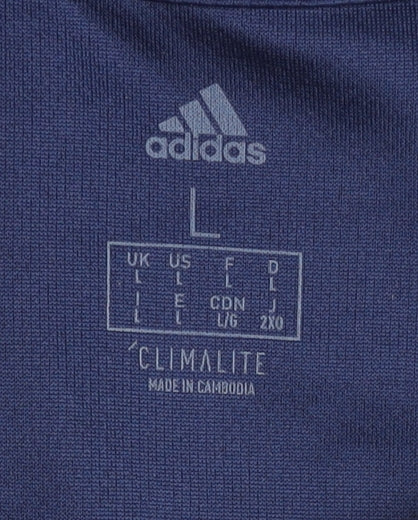 adidas
L
UK US F D
L L L L
I E CDN J
L L L/G 2XO
CLIMALITE
MADE IN CAMBODIA